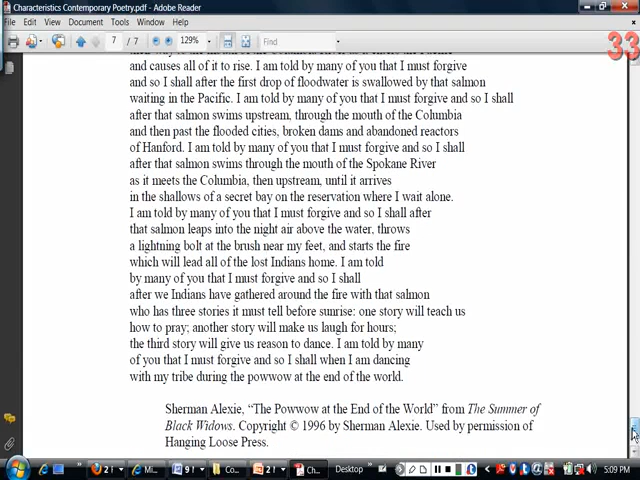 Characteristics Contemporary Poetry.pdf - Adobe Reader
File Edit View Document Tools Window Help
7 / 7 129% Find
33
and causes all of it to rise. I am told by many of you that I must forgive
and so I shall after the first drop of floodwater is swallowed by that salmon
waiting in the Pacific. I am told by many of you that I must forgive and so I shall
after that salmon swims upstream, through the mouth of the Columbia
and then past the flooded cities, broken dams and abandoned reactors
of Hanford. I am told by many of you that I must forgive and so I shall
after that salmon swims through the mouth of the Spokane River
as it meets the Columbia, then upstream, until it arrives
in the shallows of a secret bay on the reservation where I wait alone.
I am told by many of you that I must forgive and so I shall after
that salmon leaps into the night air above the water, throws
a lightning bolt at the brush near my feet, and starts the fire
which will lead all of the lost Indians home. I am told
by many of you that I must forgive and so I shall
after we Indians have gathered around the fire with that salmon
who has three stories it must tell before sunrise: one story will teach us
how to pray; another story will make us laugh for hours;
the third story will give us reason to dance. I am told by many
of you that I must forgive and so I shall when I am dancing
with my tribe during the powwow at the end of the world.
Sherman Alexie, “The Powwow at the End of the World” from The Summer of
Black Widows. Copyright © 1996 by Sherman Alexie. Used by permission of
Hanging Loose Press.
Start 2 Mi... 9 Co... 2 Ch... Desktop 5:09 PM